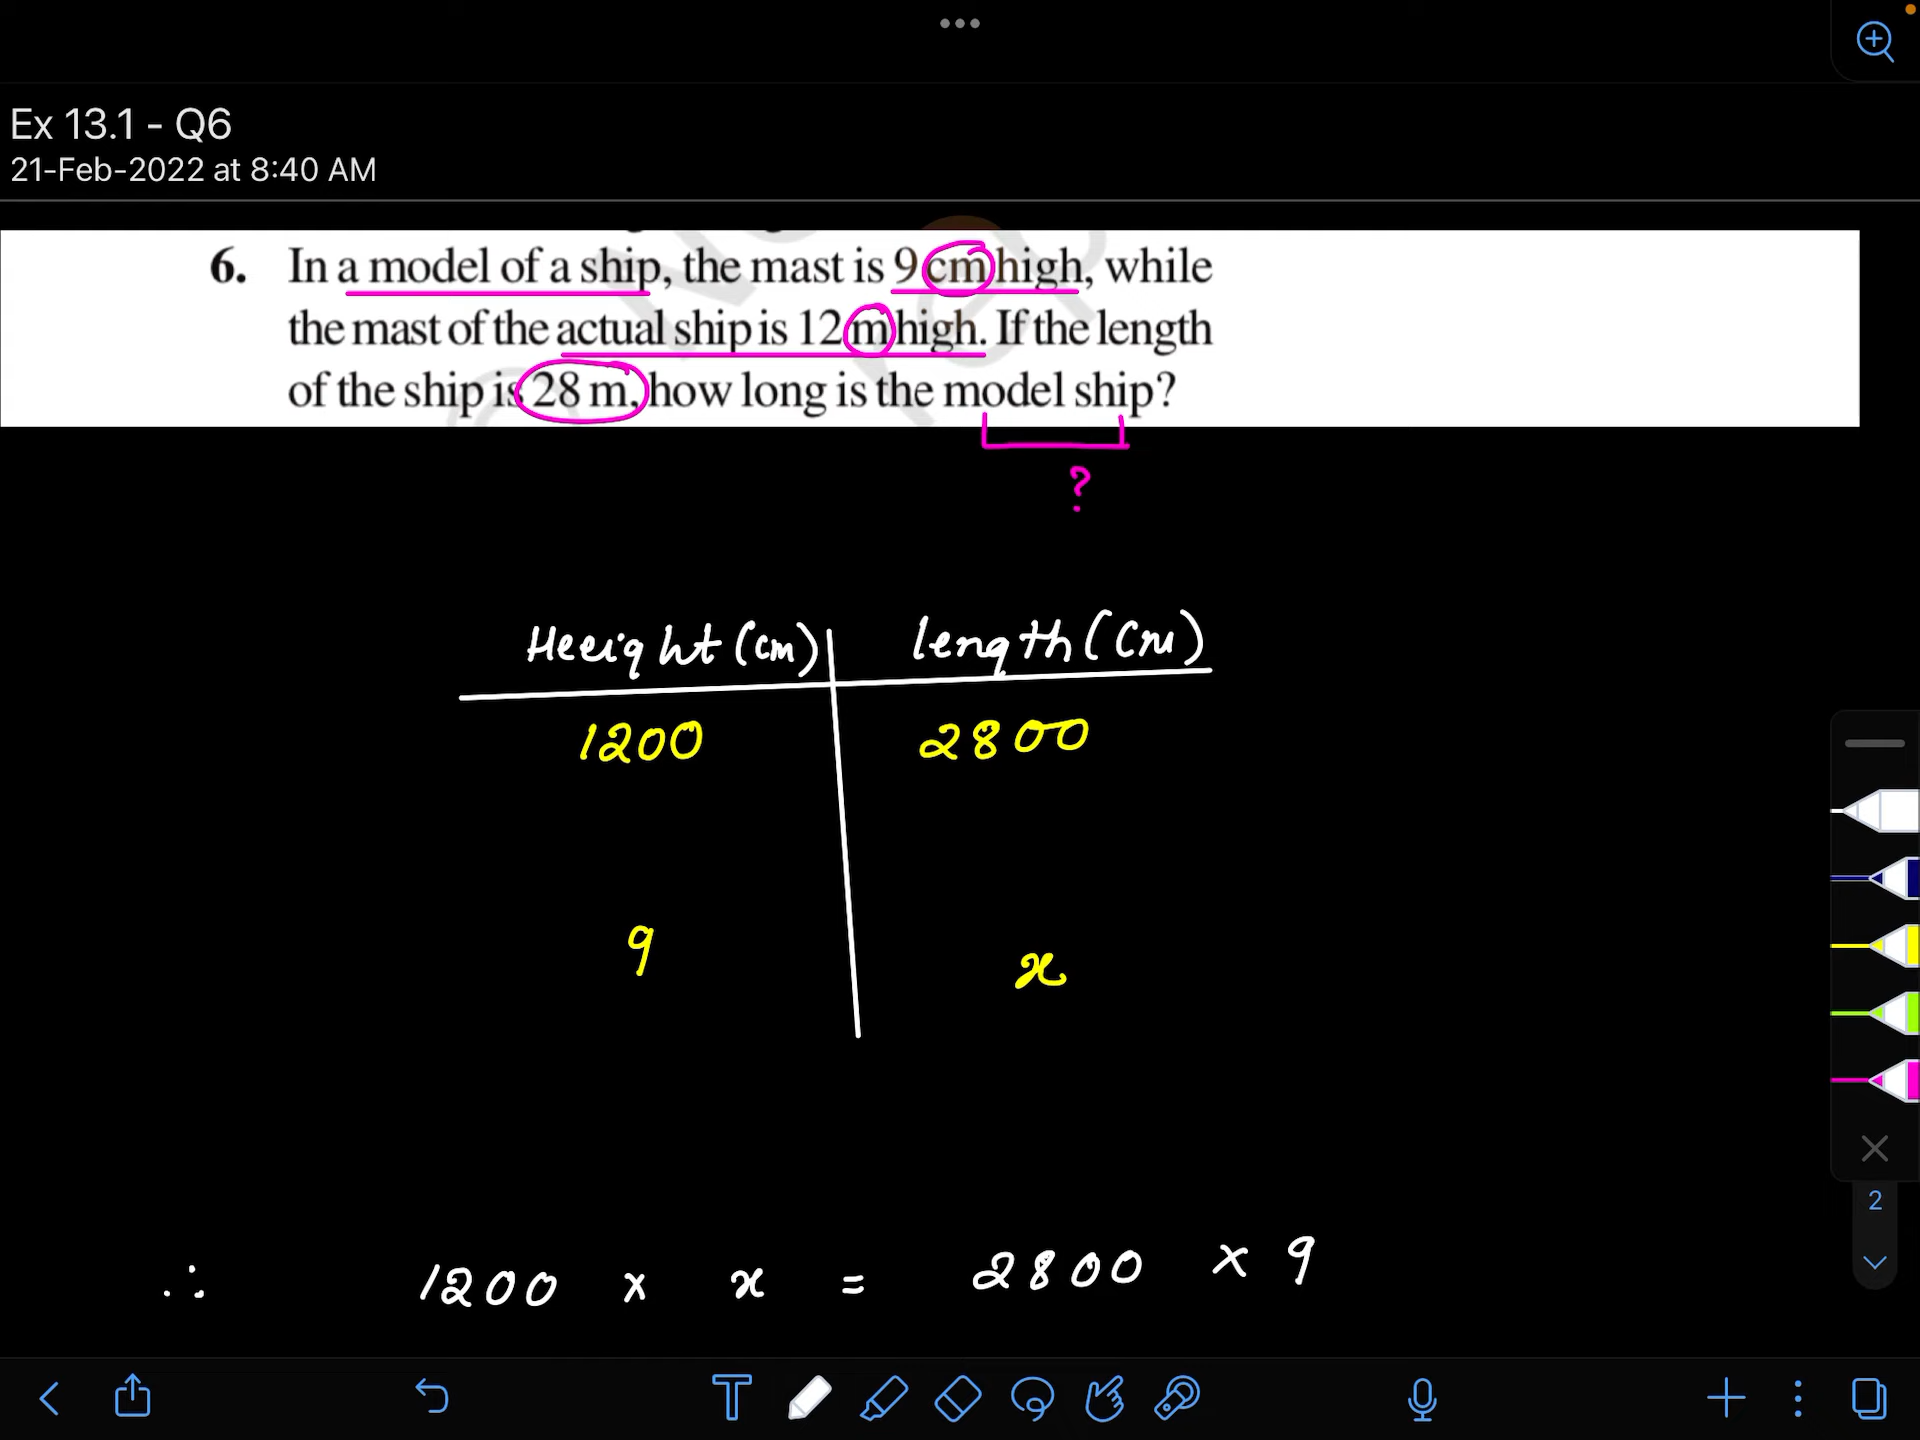 Ex 13.1 - Q6
21-Feb-2022 at 8:40 AM
6. In a model of a ship, the mast is 9 cm high, while
the mast of the actual ship is 12 m high. If the length
of the ship is 28 m, how long is the model ship?
?
Heeight (cm) length (cm)
1200 2800
9 x
2
∴ 1200 × x = 2800 × 9